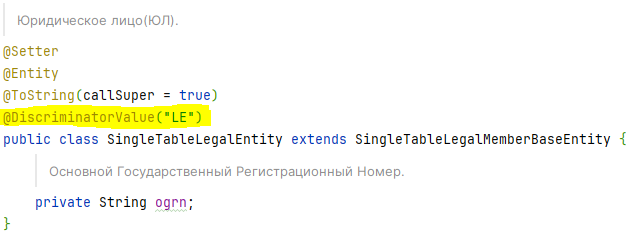 Юридическое лицо(ЮЛ).
@Setter
@Entity
@ToString(callSuper = true)
@DiscriminatorValue("LE")
public class SingleTableLegalEntity extends SingleTableLegalMemberBaseEntity {
Основной Государственный Регистрационный Номер.
private String ogrn;
}